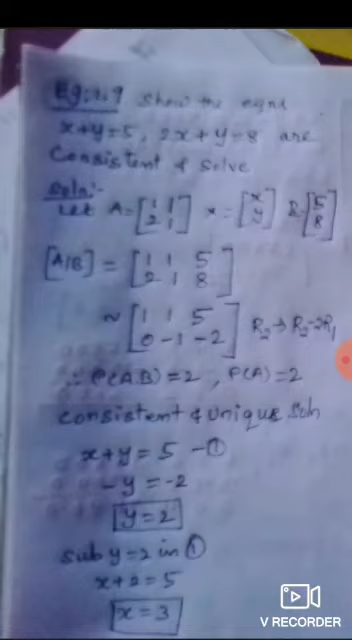 Eg:1.9 Show the eqns
x+y=5, 2x+y=8 are
Consistent & Solve
Soln:-
Let A=[1 1 2 1] x=[x y] B=[5 8]
[A|B] = [1 1 5
2 1 8]
~ [1 1 5
0 -1 -2] R₂→R₂-2R₁
∴ ρ(A,B)=2, ρ(A)=2
Consistent & Unique Soln
x+y=5 -①
-y=-2
y=2
sub y=2 in ①
x+2=5
x=3
V RECORDER